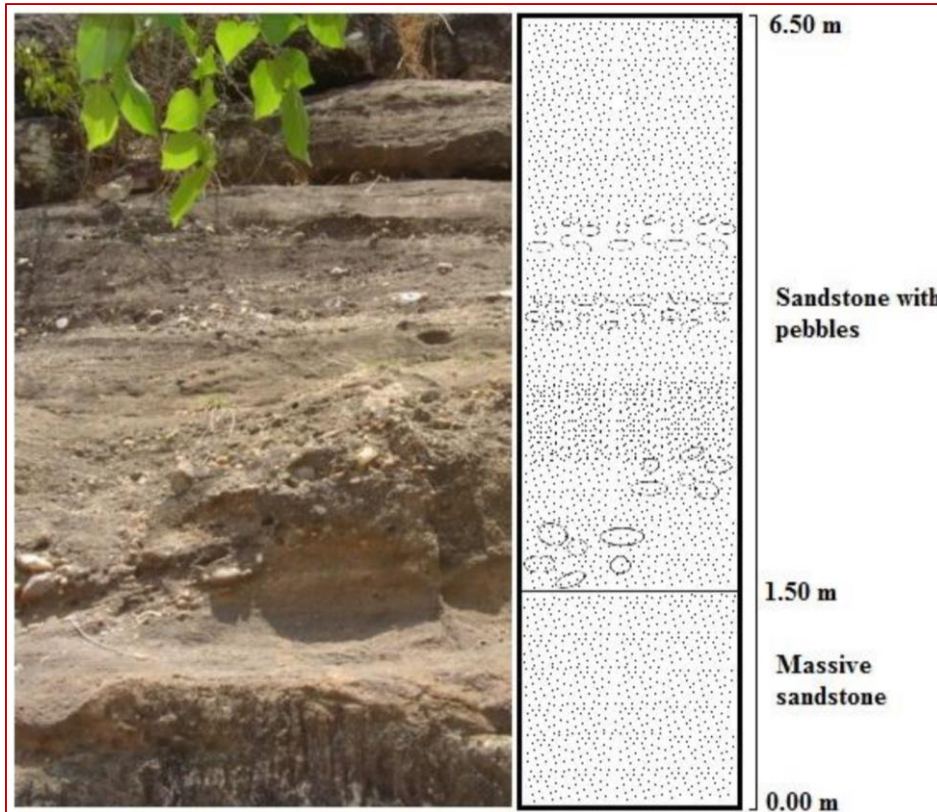 6.50 m
Sandstone with
pebbles
1.50 m
Massive
sandstone
0.00 m